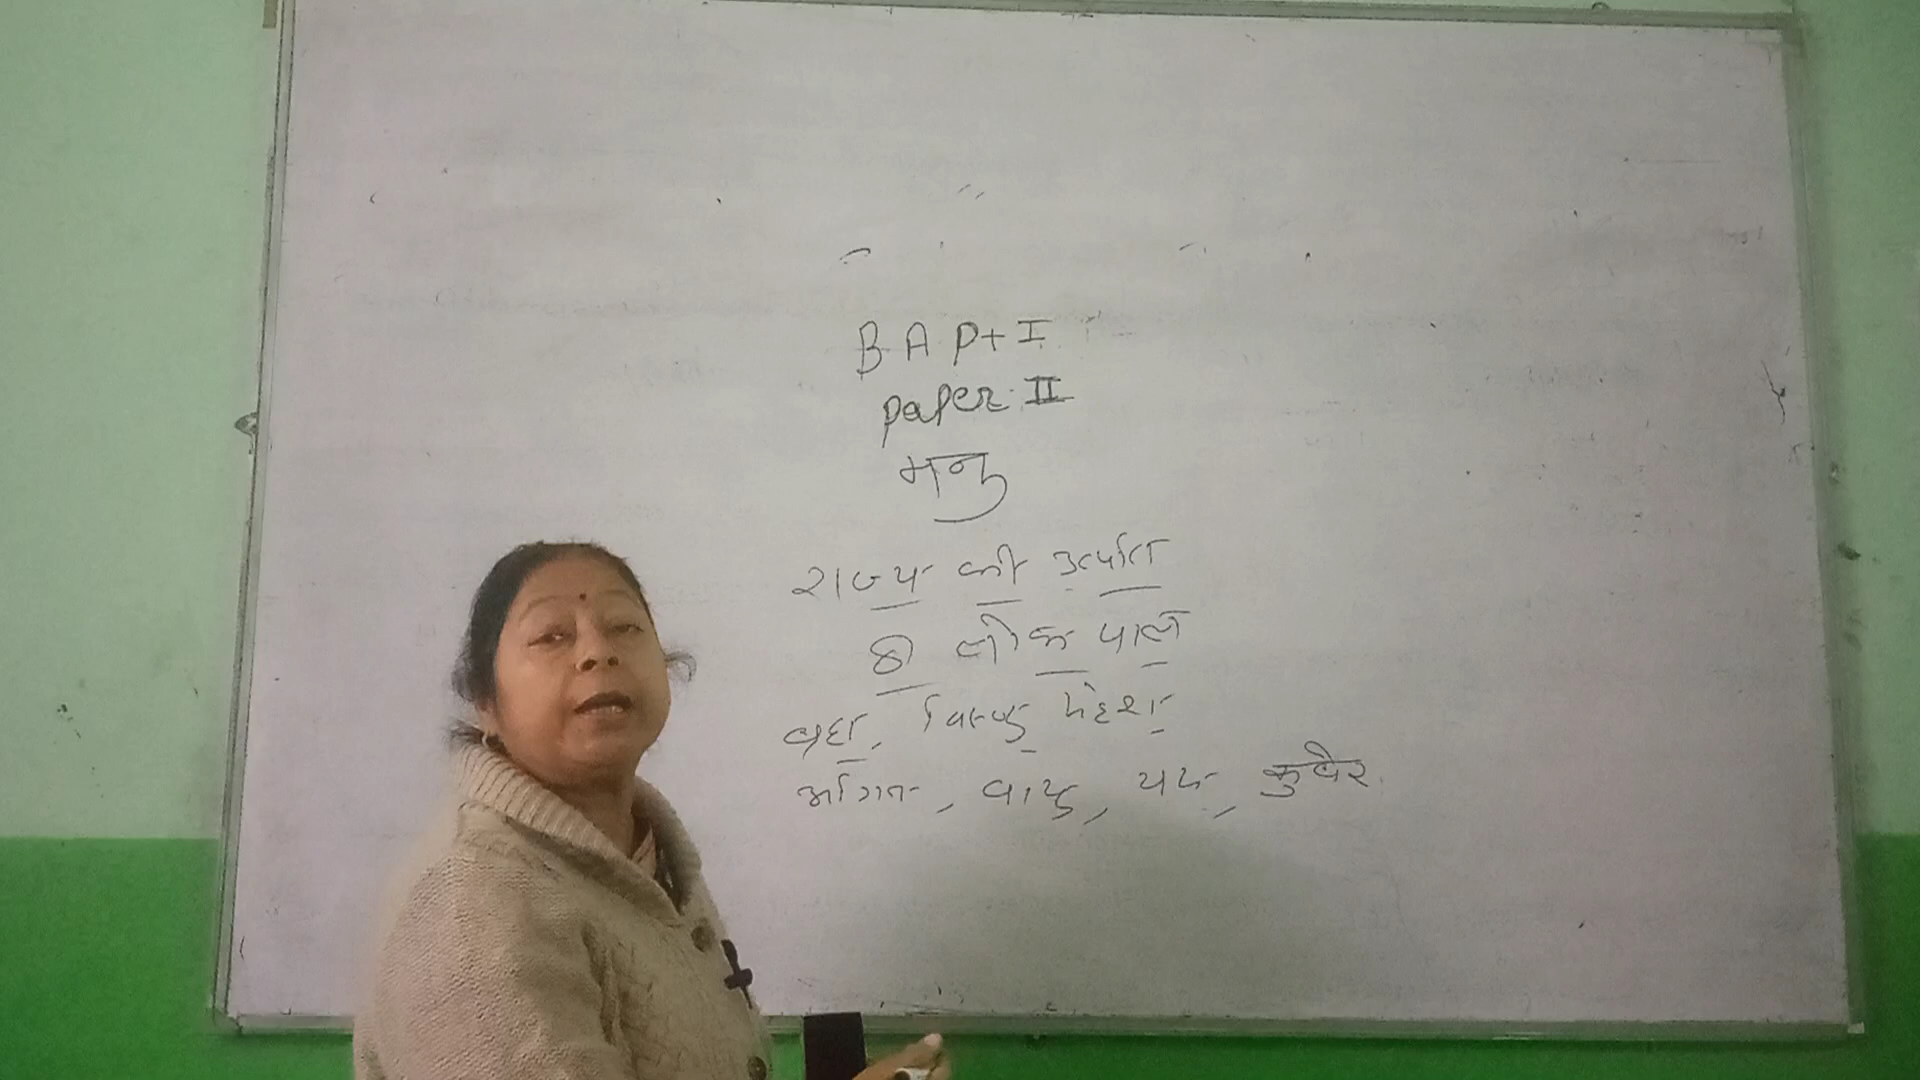 B A Pt I
paper II
मनु
राज्य की उत्पति
8 लोक पाल
ब्रह्मा, विष्णु महेश
अग्नि, वायु, यम, कुबेर